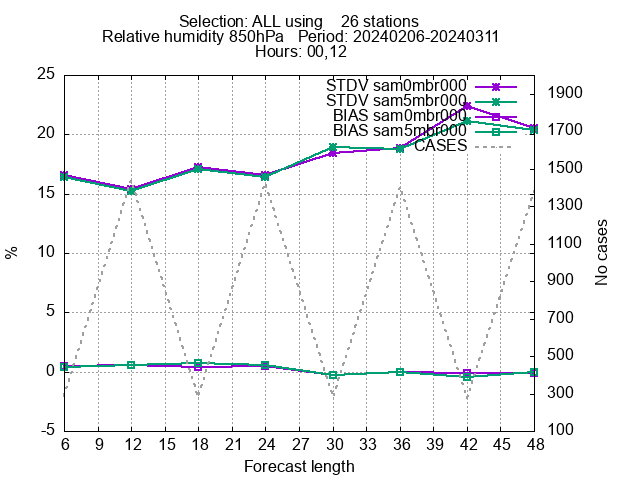 Selection: ALL using    26 stations
Relative humidity 850hPa   Period: 20240206-20240311
Hours: 00,12
STDV sam0mbr000
STDV sam5mbr000
BIAS sam0mbr000
BIAS sam5mbr000
CASES
25
20
15
10
5
0
-5
%
1900
1700
1500
1300
1100
900
700
500
300
100
No cases
6 9 12 15 18 21 24 27 30 33 36 39 42 45 48
Forecast length